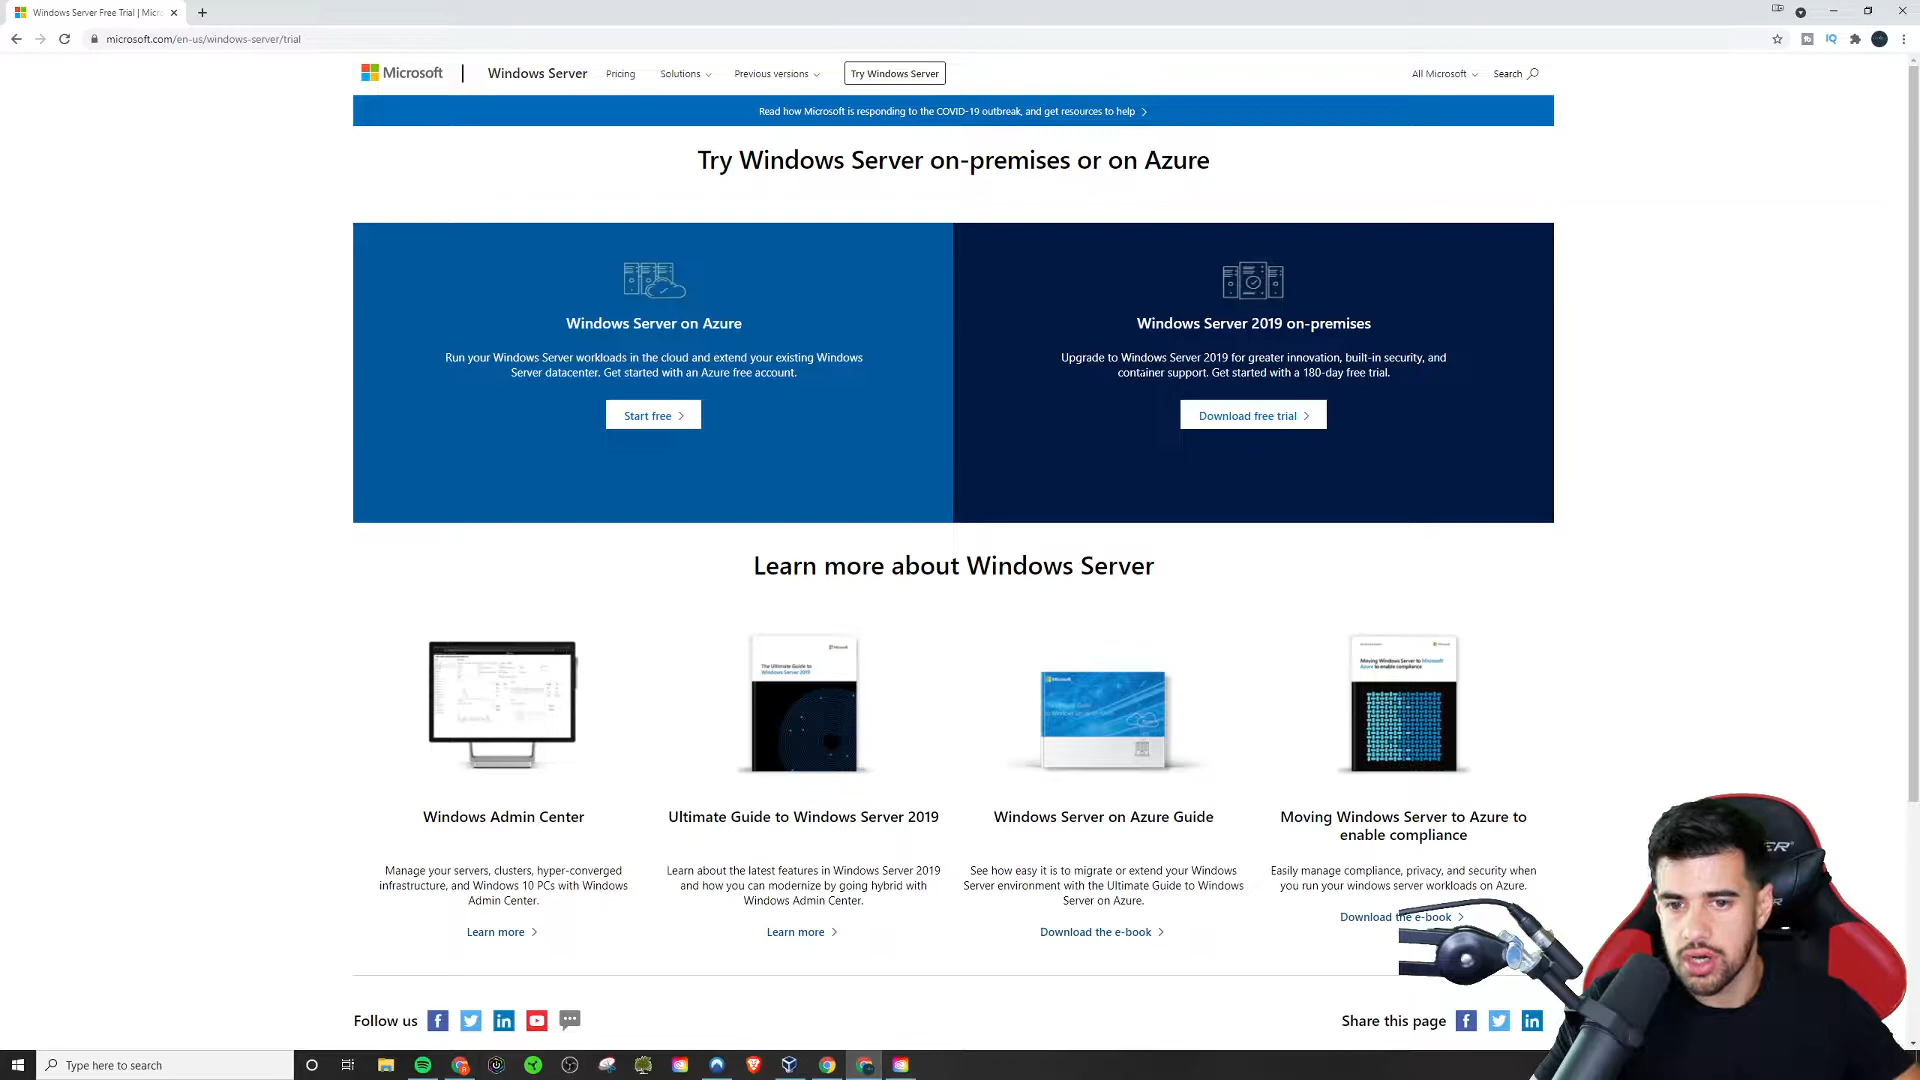 Windows Server Free Trial | Micr
microsoft.com/en-us/windows-server/trial
Microsoft
Windows Server
Pricing
Solutions
Previous versions
Try Windows Server
All Microsoft
Search
Read how Microsoft is responding to the COVID-19 outbreak, and get resources to help
Try Windows Server on-premises or on Azure
Windows Server on Azure
Run your Windows Server workloads in the cloud and extend your existing Windows
Server datacenter. Get started with an Azure free account.
Start free
Windows Server 2019 on-premises
Upgrade to Windows Server 2019 for greater innovation, built-in security, and
container support. Get started with a 180-day free trial.
Download free trial
Learn more about Windows Server
Microsoft
The Ultimate Guide to
Windows Server 2019
Microsoft
Microsoft
Moving Windows Server to Microsoft
Azure to enable compliance
Windows Admin Center
Manage your servers, clusters, hyper-converged
infrastructure, and Windows 10 PCs with Windows
Admin Center.
Learn more
Ultimate Guide to Windows Server 2019
Learn about the latest features in Windows Server 2019
and how you can modernize by going hybrid with
Windows Admin Center.
Learn more
Windows Server on Azure Guide
See how easy it is to migrate or extend your Windows
Server environment with the Ultimate Guide to Windows
Server on Azure.
Download the e-book
Moving Windows Server to Azure to
enable compliance
Easily manage compliance, privacy, and security when
you run your windows server workloads on Azure.
Download the e-book
Follow us
Share this page
Type here to search